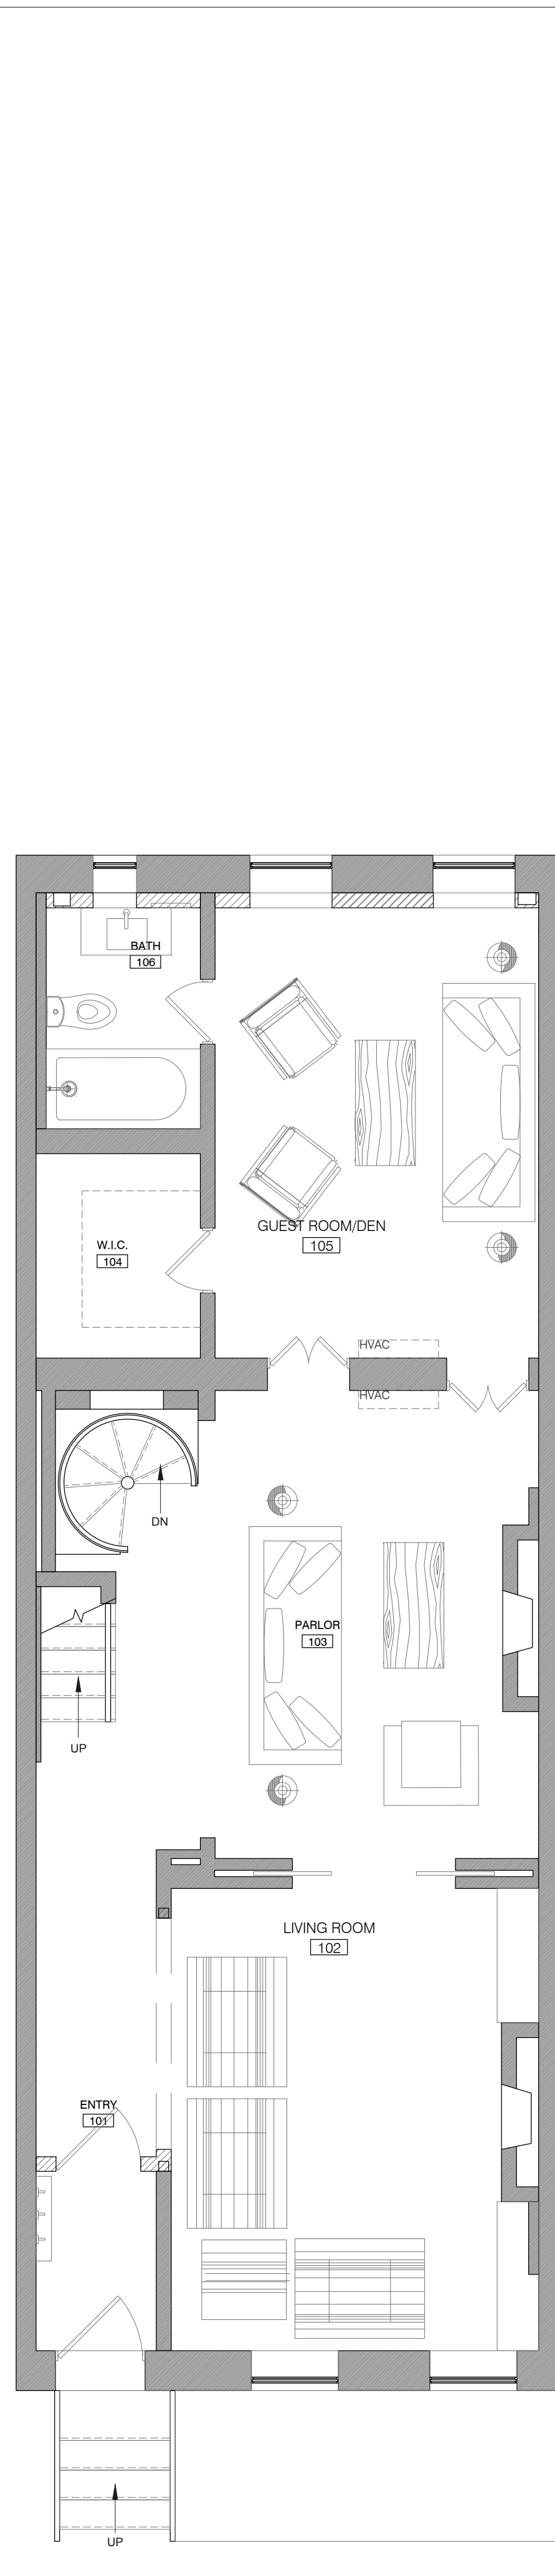 BATH
106
GUEST ROOM/DEN
105
W.I.C.
104
HVAC
HVAC
DN
PARLOR
103
UP
LIVING ROOM
102
ENTRY
101
UP